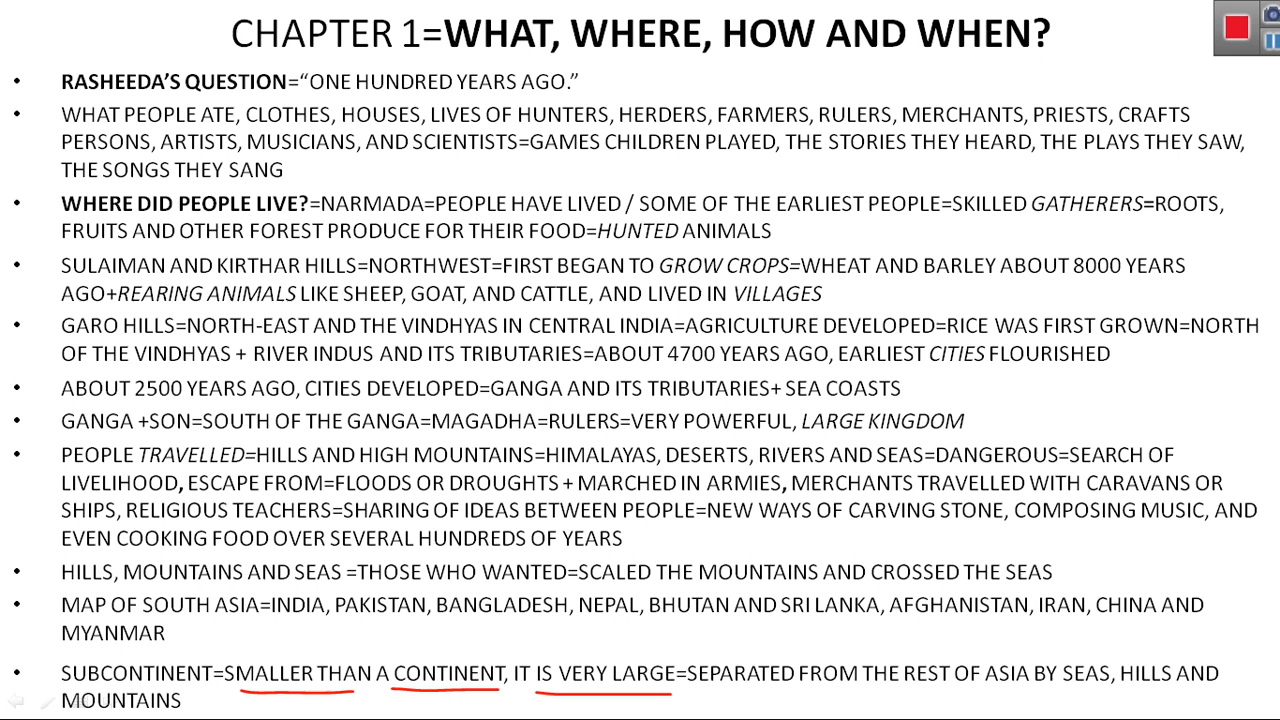 CHAPTER 1=WHAT, WHERE, HOW AND WHEN?
• RASHEEDA'S QUESTION=“ONE HUNDRED YEARS AGO.”
• WHAT PEOPLE ATE, CLOTHES, HOUSES, LIVES OF HUNTERS, HERDERS, FARMERS, RULERS, MERCHANTS, PRIESTS, CRAFTS
PERSONS, ARTISTS, MUSICIANS, AND SCIENTISTS=GAMES CHILDREN PLAYED, THE STORIES THEY HEARD, THE PLAYS THEY SAW,
THE SONGS THEY SANG
• WHERE DID PEOPLE LIVE?=NARMADA=PEOPLE HAVE LIVED / SOME OF THE EARLIEST PEOPLE=SKILLED GATHERERS=ROOTS,
FRUITS AND OTHER FOREST PRODUCE FOR THEIR FOOD=HUNTED ANIMALS
• SULAIMAN AND KIRTHAR HILLS=NORTHWEST=FIRST BEGAN TO GROW CROPS=WHEAT AND BARLEY ABOUT 8000 YEARS
AGO+REARING ANIMALS LIKE SHEEP, GOAT, AND CATTLE, AND LIVED IN VILLAGES
• GARO HILLS=NORTH-EAST AND THE VINDHYAS IN CENTRAL INDIA=AGRICULTURE DEVELOPED=RICE WAS FIRST GROWN=NORTH
OF THE VINDHYAS + RIVER INDUS AND ITS TRIBUTARIES=ABOUT 4700 YEARS AGO, EARLIEST CITIES FLOURISHED
• ABOUT 2500 YEARS AGO, CITIES DEVELOPED=GANGA AND ITS TRIBUTARIES+ SEA COASTS
• GANGA +SON=SOUTH OF THE GANGA=MAGADHA=RULERS=VERY POWERFUL, LARGE KINGDOM
• PEOPLE TRAVELLED=HILLS AND HIGH MOUNTAINS=HIMALAYAS, DESERTS, RIVERS AND SEAS=DANGEROUS=SEARCH OF
LIVELIHOOD, ESCAPE FROM=FLOODS OR DROUGHTS + MARCHED IN ARMIES, MERCHANTS TRAVELLED WITH CARAVANS OR
SHIPS, RELIGIOUS TEACHERS=SHARING OF IDEAS BETWEEN PEOPLE=NEW WAYS OF CARVING STONE, COMPOSING MUSIC, AND
EVEN COOKING FOOD OVER SEVERAL HUNDREDS OF YEARS
• HILLS, MOUNTAINS AND SEAS =THOSE WHO WANTED=SCALED THE MOUNTAINS AND CROSSED THE SEAS
• MAP OF SOUTH ASIA=INDIA, PAKISTAN, BANGLADESH, NEPAL, BHUTAN AND SRI LANKA, AFGHANISTAN, IRAN, CHINA AND
MYANMAR
• SUBCONTINENT=SMALLER THAN A CONTINENT, IT IS VERY LARGE=SEPARATED FROM THE REST OF ASIA BY SEAS, HILLS AND
MOUNTAINS